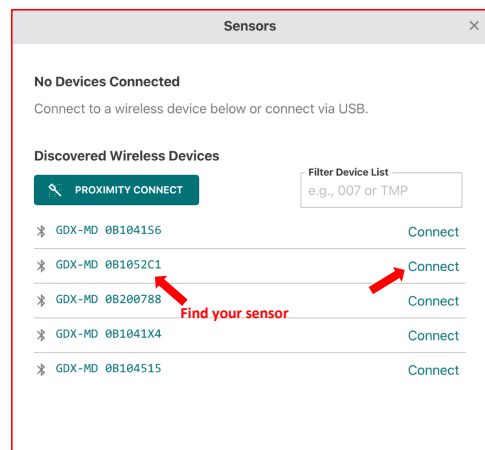 Sensors
No Devices Connected
Connect to a wireless device below or connect via USB.
Discovered Wireless Devices
Filter Device List
PROXIMITY CONNECT
e.g., 007 or TMP
GDX-MD 0B1041S6 Connect
GDX-MD 0B1052C1 Connect
GDX-MD 0B200788 Connect
Find your sensor
GDX-MD 0B1041X4 Connect
GDX-MD 0B104515 Connect